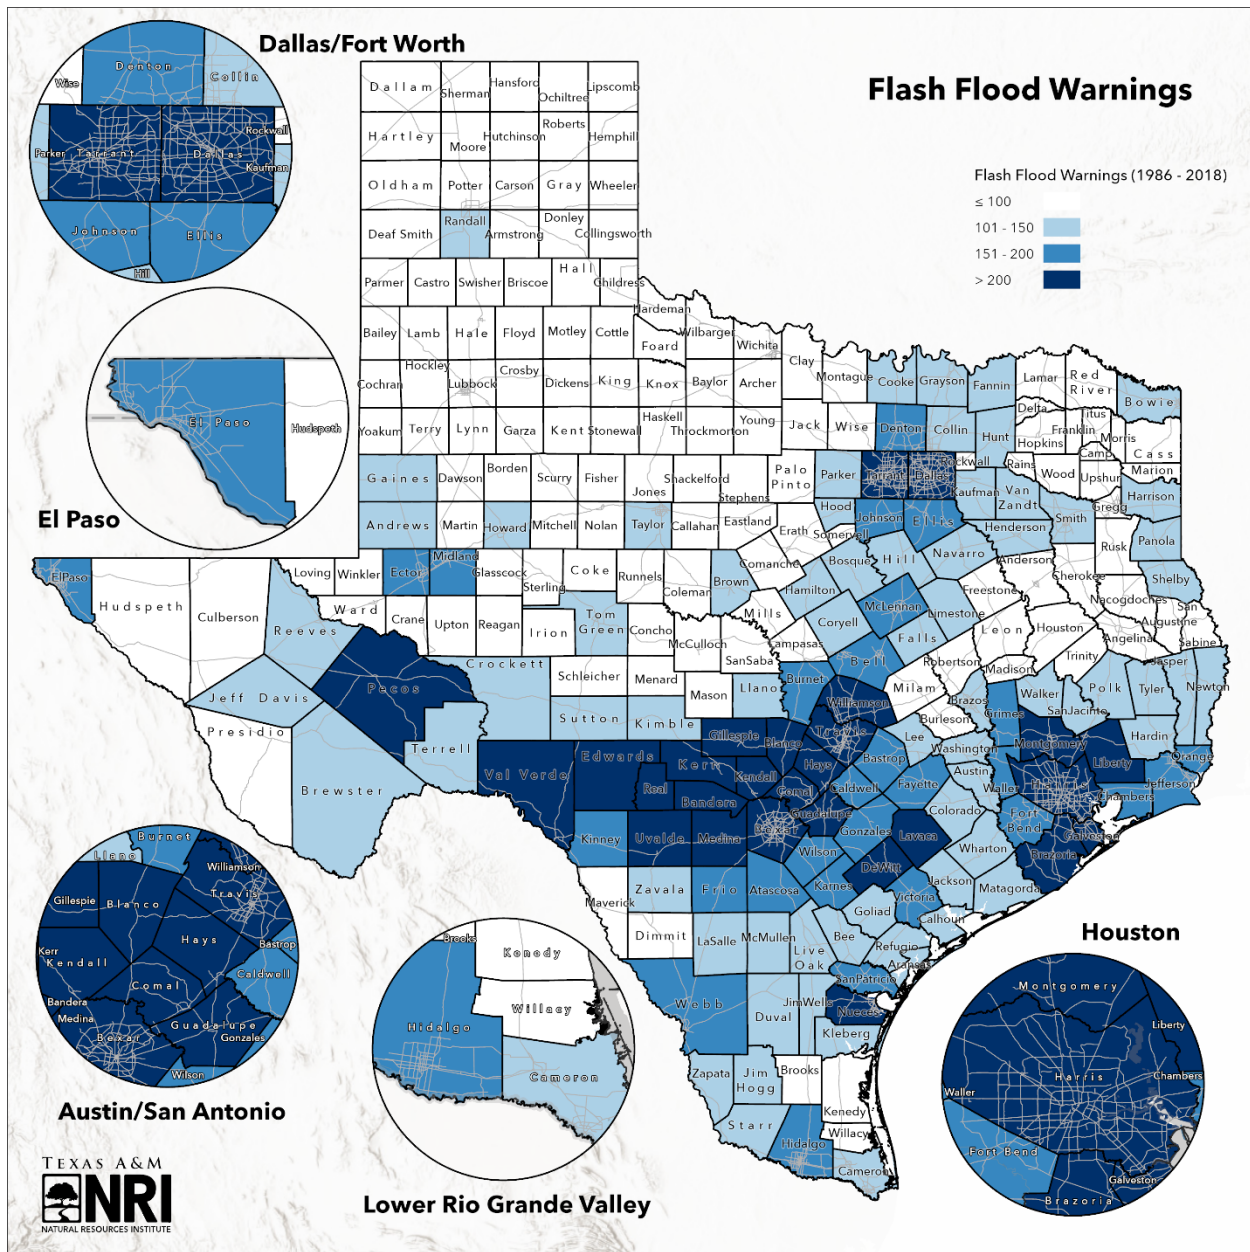 Flash Flood Warnings
Flash Flood Warnings (1986 - 2018)
≤ 100
101 - 150
151 - 200
> 200
Dallas/Fort Worth
Wise
Denton
Collin
Parker
Tarrant
Dallas
Rockwall
Kaufman
Johnson
Ellis
Hill
El Paso
El Paso
Hudspeth
Dallam
Sherman
Hansford
Ochiltree
Lipscomb
Hartley
Moore
Hutchinson
Roberts
Hemphill
Oldham
Potter
Carson
Gray
Wheeler
Deaf Smith
Randall
Armstrong
Donley
Collingsworth
Parmer
Castro
Swisher
Briscoe
Hall
Childress
Hardeman
Bailey
Lamb
Hale
Floyd
Motley
Cottle
Foard
Wilbarger
Wichita
Clay
Montague
Cooke
Grayson
Fannin
Lamar
Red
River
Bowie
Cochran
Hockley
Lubbock
Crosby
Dickens
King
Knox
Baylor
Archer
Yoakum
Terry
Lynn
Garza
Kent
Stonewall
Haskell
Throckmorton
Young
Jack
Wise
Denton
Collin
Hunt
Delta
Hopkins
Franklin
Titus
Camp
Morris
Cass
Marion
Gaines
Dawson
Borden
Scurry
Fisher
Jones
Shackelford
Stephens
Palo
Pinto
Parker
Tarrant
Dallas
Rockwall
Kaufman
Rains
Van
Zandt
Wood
Upshur
Gregg
Harrison
Andrews
Martin
Howard
Mitchell
Nolan
Taylor
Callahan
Eastland
Erath
Hood
Somervell
Johnson
Ellis
Henderson
Smith
Rusk
Panola
El Paso
Hudspeth
Culberson
Reeves
Loving
Winkler
Ector
Midland
Glasscock
Sterling
Coke
Runnels
Coleman
Brown
Comanche
Hamilton
Bosque
Hill
Navarro
Freestone
Anderson
Cherokee
Nacogdoches
Shelby
San
Augustine
Sabine
Ward
Crane
Upton
Reagan
Irion
Tom
Green
Concho
McCulloch
SanSaba
Mills
Lampasas
Coryell
McLennan
Limestone
Falls
Leon
Houston
Angelina
Trinity
Jeff Davis
Pecos
Crockett
Schleicher
Menard
Mason
Llano
Burnet
Bell
Milam
Robertson
Madison
Brazos
Burleson
Grimes
Walker
SanJacinto
Polk
Tyler
Jasper
Newton
Presidio
Brewster
Terrell
Sutton
Kimble
Gillespie
Blanco
Williamson
Travis
Lee
Washington
Montgomery
Liberty
Hardin
Orange
Val Verde
Edwards
Kerr
Real
Kendall
Comal
Hays
Bastrop
Caldwell
Fayette
Austin
Waller
Harris
Chambers
Jefferson
Bandera
Guadalupe
Kinney
Uvalde
Medina
Bexar
Wilson
Gonzales
Lavaca
Colorado
Fort
Bend
Galveston
Brazoria
Wharton
Maverick
Zavala
Frio
Atascosa
Karnes
DeWitt
Victoria
Jackson
Matagorda
Dimmit
LaSalle
McMullen
Live
Oak
Bee
Goliad
Refugio
Calhoun
Aransas
SanPatricio
Webb
Duval
JimWells
Nueces
Kleberg
Zapata
Jim
Hogg
Brooks
Kenedy
Starr
Hidalgo
Willacy
Cameron
Burnet
Llano
Williamson
Travis
Gillespie
Blanco
Hays
Bastrop
Kerr
Kendall
Caldwell
Comal
Bandera
Medina
Guadalupe
Bexar
Gonzales
Wilson
Austin/San Antonio
Brooks
Kenedy
Willacy
Hidalgo
Cameron
Lower Rio Grande Valley
Houston
Montgomery
Liberty
Harris
Chambers
Waller
Fort Bend
Galveston
Brazoria
TEXAS A&M
NRI
NATURAL RESOURCES INSTITUTE